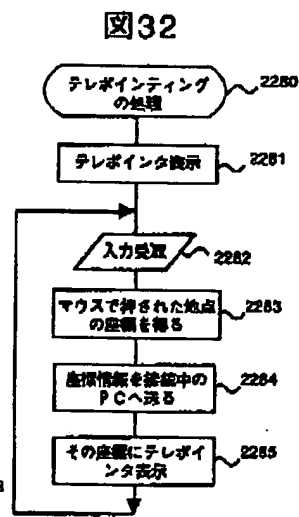 図32
テレポインティング
の処理
2280
テレポインタ表示
2281
入力受取
2282
マウスで押された地点
の座標を得る
2283
座標情報を接続中の
PCへ送る
2284
その座標にテレポイ
ンタ表示
2285